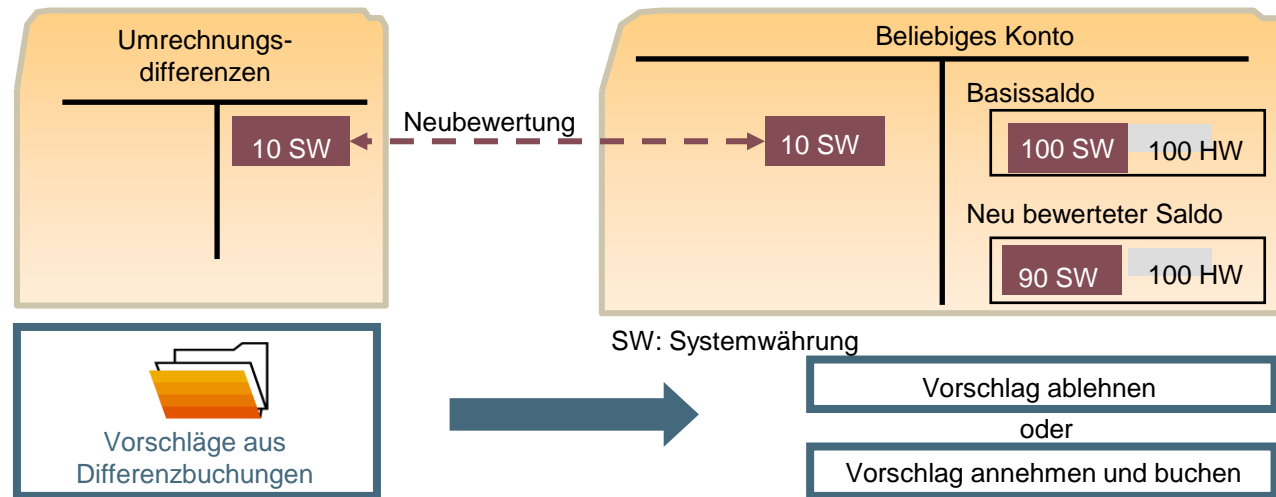 Umrechnungs-
differenzen
10 SW
Neubewertung
Beliebiges Konto
10 SW
Basissaldo
100 SW 100 HW
Neu bewerteter Saldo
90 SW 100 HW
SW: Systemwährung
Vorschläge aus
Differenzbuchungen
Vorschlag ablehnen
oder
Vorschlag annehmen und buchen